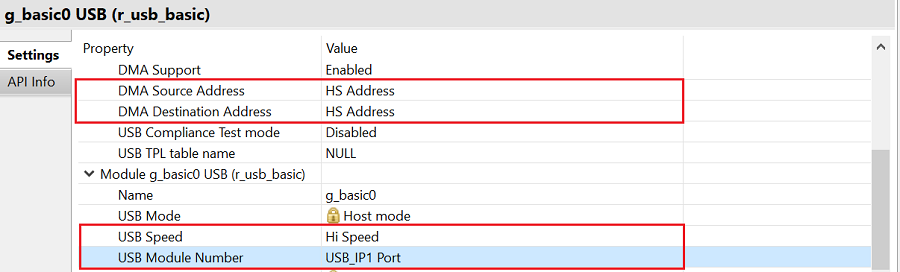 g_basic0 USB (r_usb_basic)
Settings
API Info
Property Value
DMA Support Enabled
DMA Source Address HS Address
DMA Destination Address HS Address
USB Compliance Test mode Disabled
USB TPL table name NULL
Module g_basic0 USB (r_usb_basic)
Name g_basic0
USB Mode Host mode
USB Speed Hi Speed
USB Module Number USB_IP1 Port